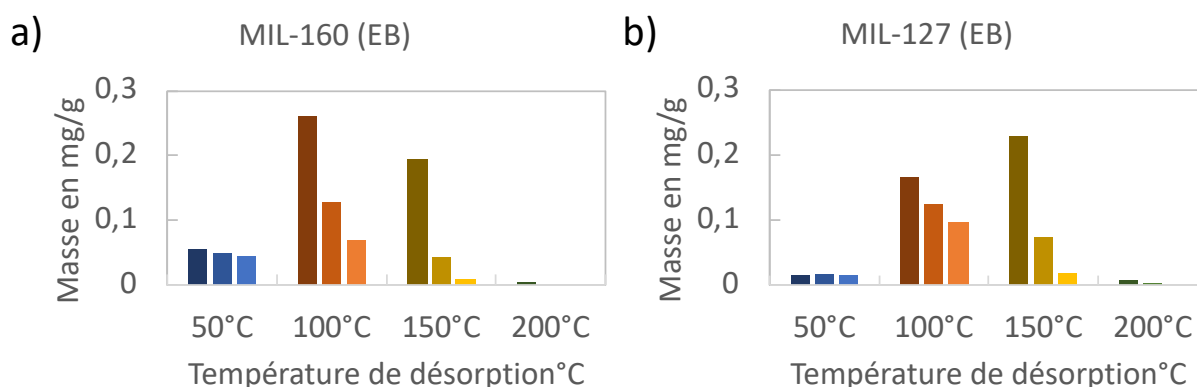 a)
MIL-160 (EB)
Masse en mg/g
0,3
0,2
0,1
0
50°C 100°C 150°C 200°C
Température de désorption°C
b)
MIL-127 (EB)
Masse en mg/g
0,3
0,2
0,1
0
50°C 100°C 150°C 200°C
Température de désorption°C